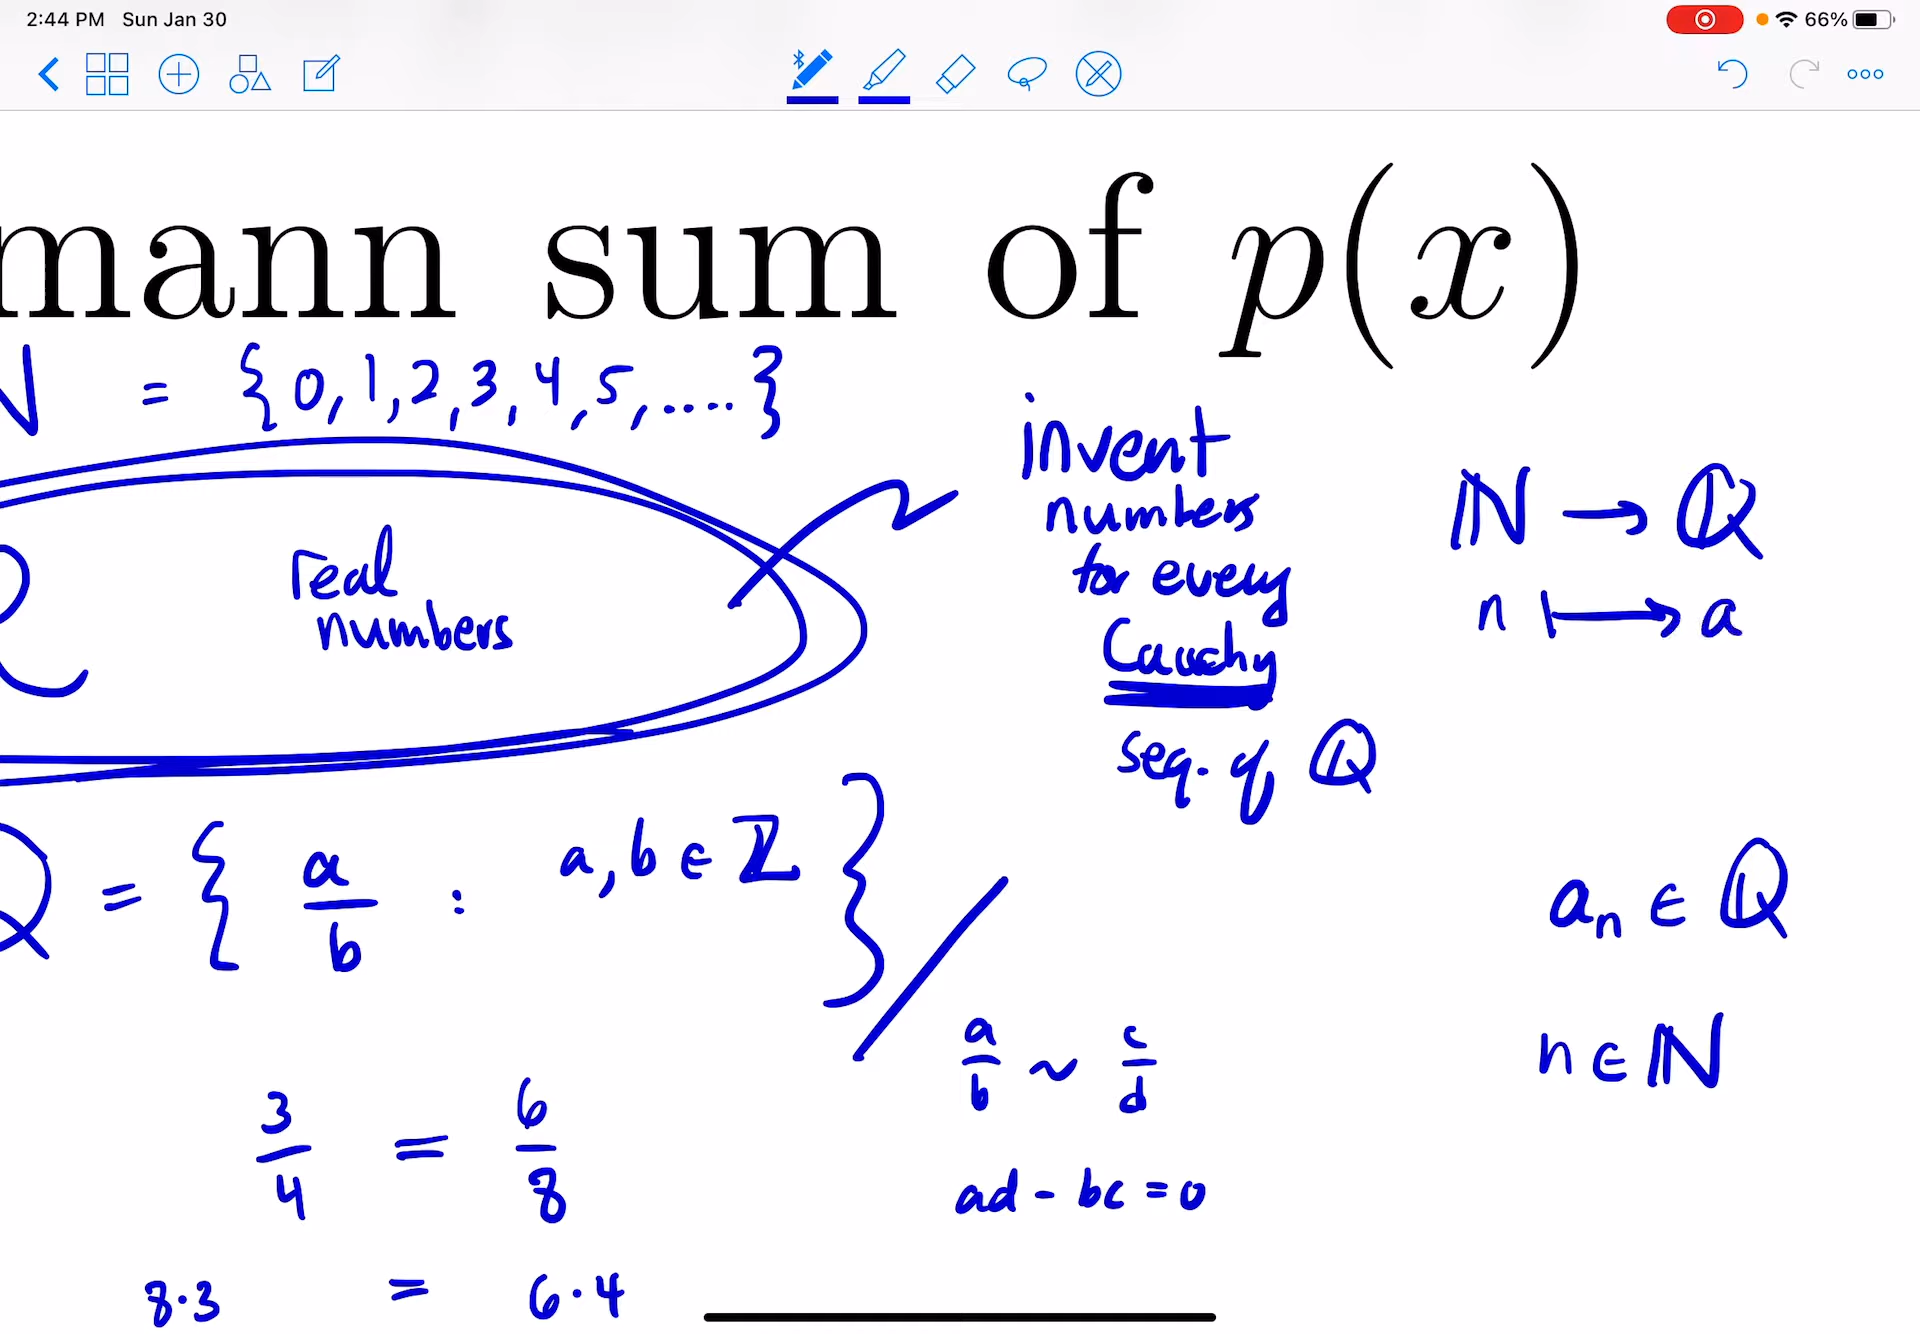 2:44 PM Sun Jan 30
66%
mann sum of p(x)
ℕ = {0, 1, 2, 3, 4, 5, .....}
real
numbers
invent
numbers
for every
Cauchy
seq. of ℚ
ℕ → ℚ
n ↦ a
ℚ = { a/b : a, b ∈ ℤ } /
a/b ~ c/d
ad - bc = 0
aₙ ∈ ℚ
n ∈ ℕ
3/4 = 6/8
8·3 = 6·4